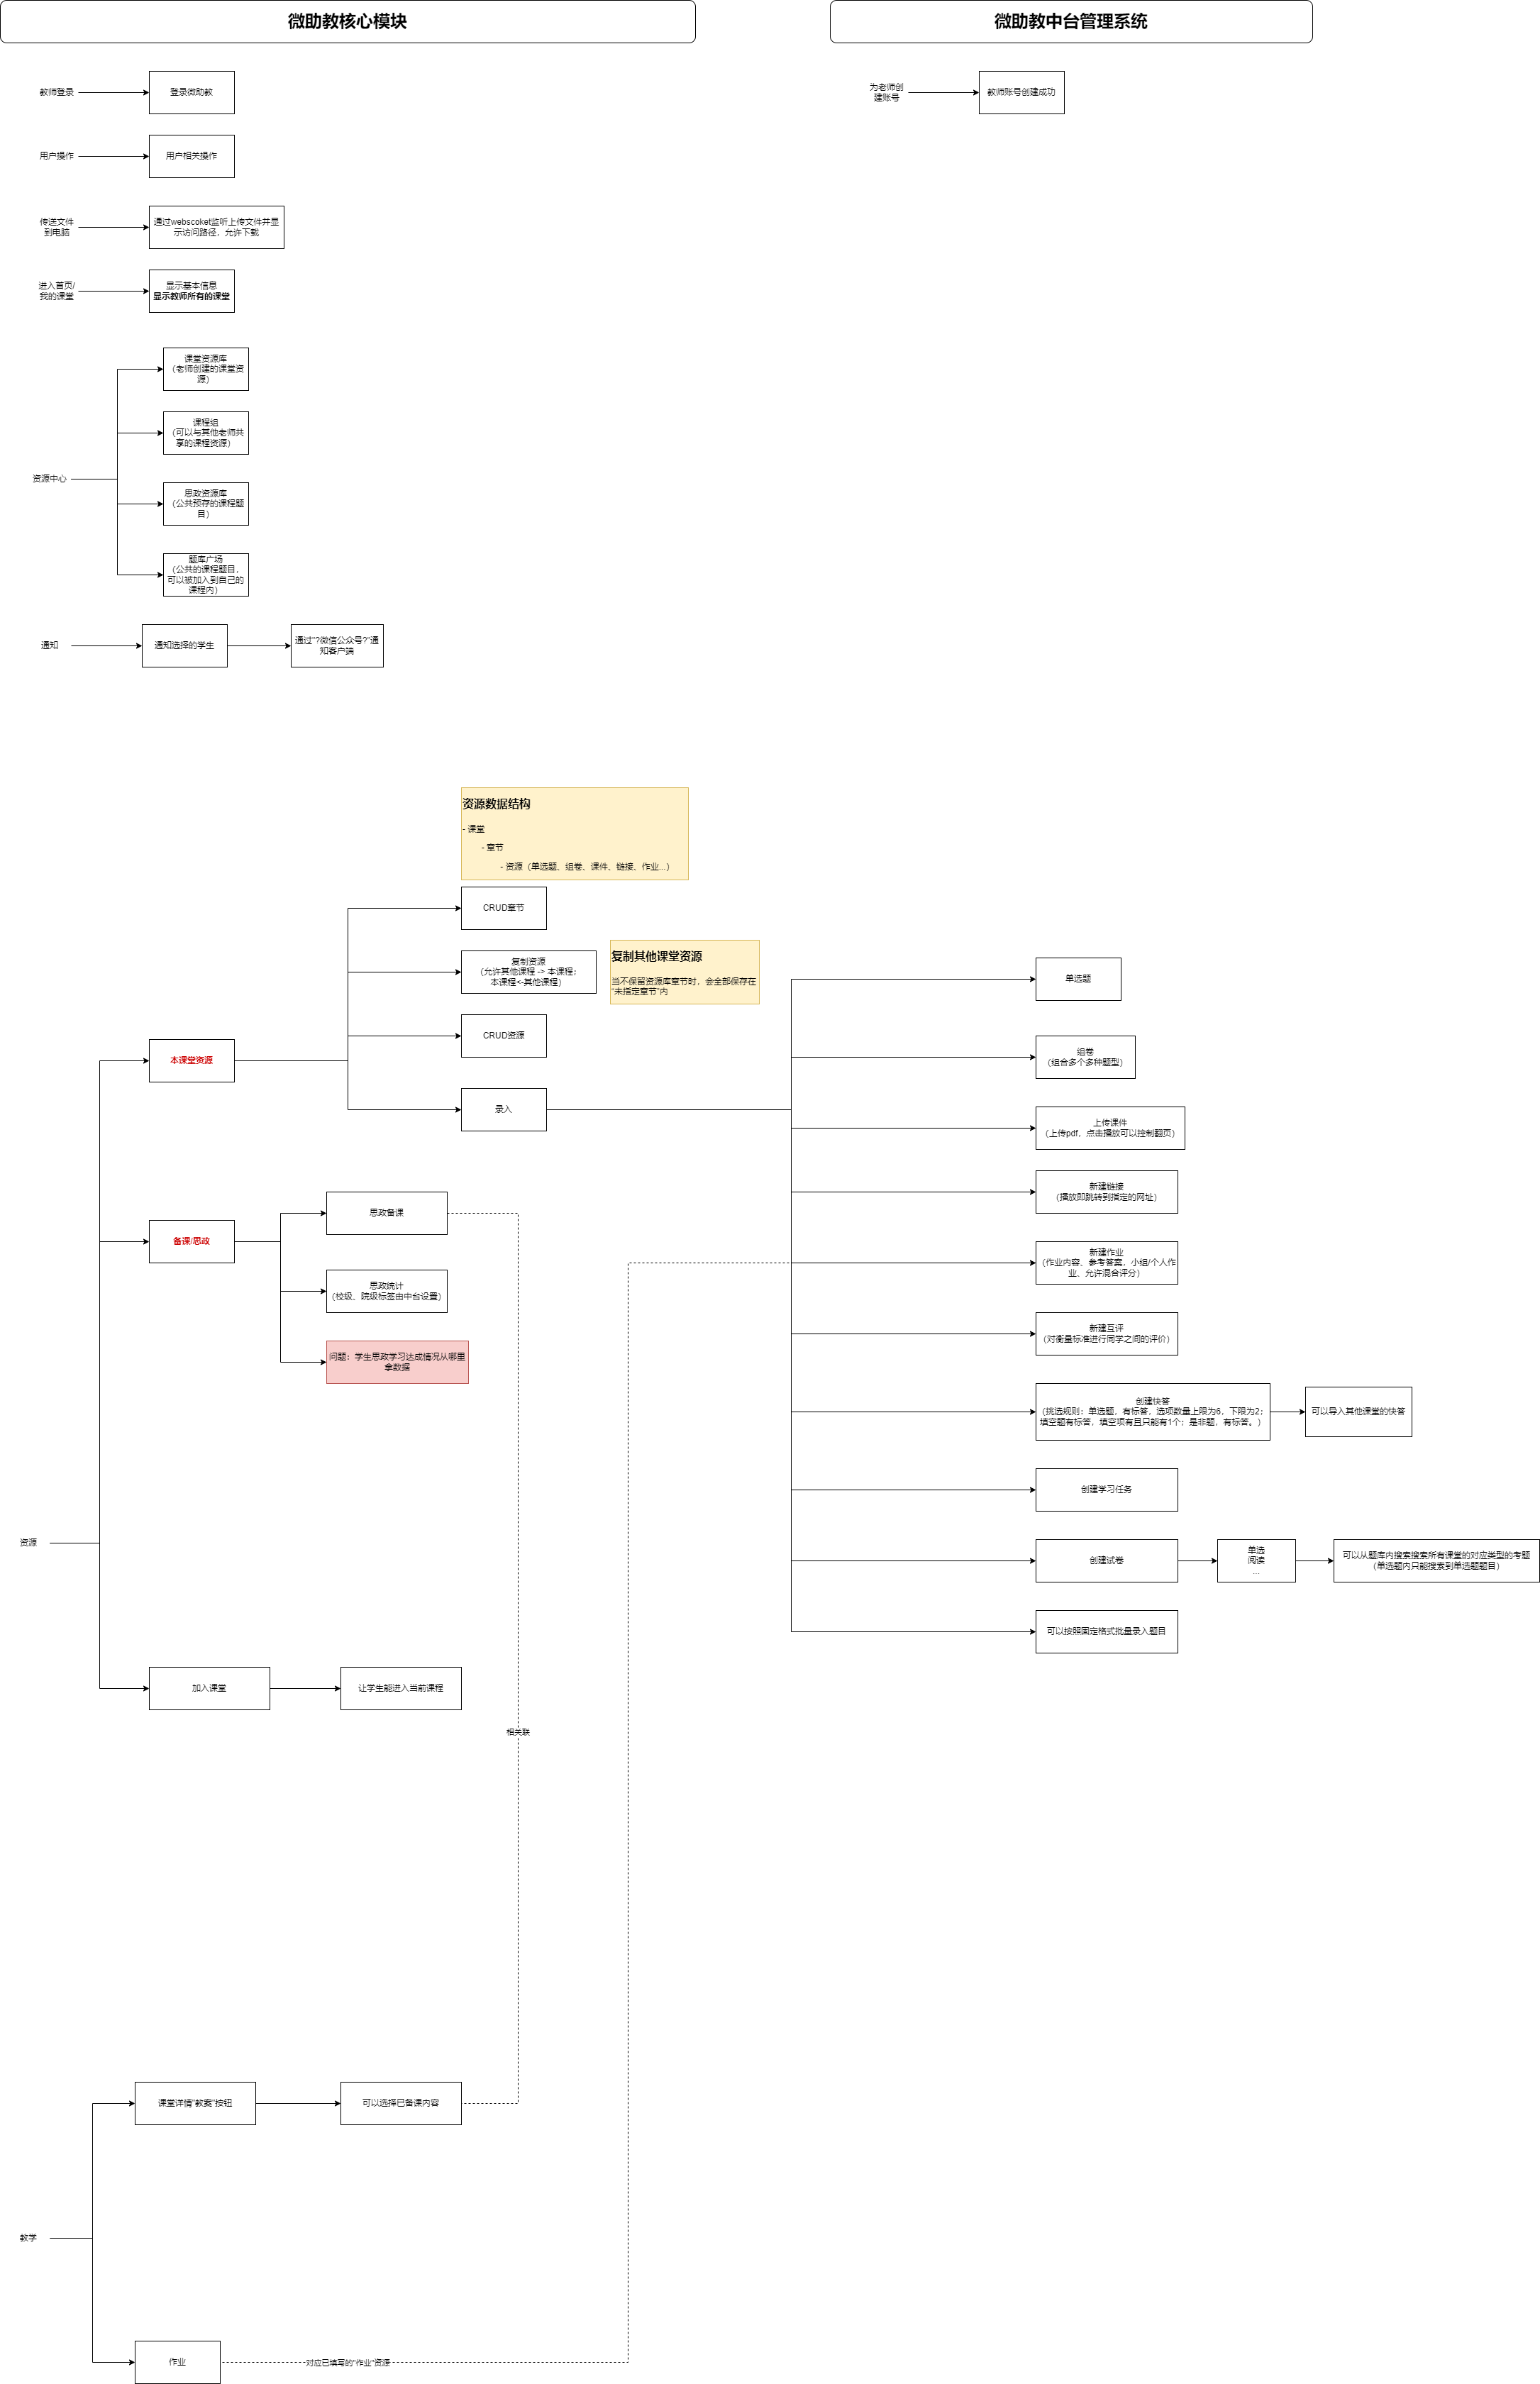 微助教核心模块
微助教中台管理系统
教师登录
登录微助教
为老师创
建账号
教师账号创建成功
用户操作
用户相关操作
传送文件
到电脑
通过webscoket监听上传文件并显
示访问路径，允许下载
进入首页/
我的课堂
显示基本信息
显示教师所有的课堂
资源中心
课堂资源库
（老师创建的课堂资
源）
课程组
（可以与其他老师共
享的课程资源）
思政资源库
（公共预存的课程题
目）
题库广场
（公共的课程题目，
可以被加入到自己的
课程内）
通知
通知选择的学生
通过"?微信公众号?"通
知客户端
资源数据结构
- 课堂
- 章节
- 资源（单选题、组卷、课件、链接、作业...）
CRUD章节
复制资源
（允许其他课程 -> 本课程；
本课程<-其他课程）
复制其他课堂资源
当不保留资源库章节时，会全部保存在
"未指定章节"内
CRUD资源
本课堂资源
录入
单选题
组卷
（组合多个多种题型）
上传课件
（上传pdf，点击播放可以控制翻页）
新建链接
（播放即跳转到指定的网址）
新建作业
（作业内容、参考答案，小组/个人作
业、允许混合评分）
新建互评
（对衡量标准进行同学之间的评价）
创建快答
（挑选规则：单选题，有标答，选项数量上限为6，下限为2；
填空题有标答，填空项有且只能有1个；是非题，有标答。）
可以导入其他课堂的快答
创建学习任务
创建试卷
单选
阅读
...
可以从题库内搜索搜索所有课堂的对应类型的考题
（单选题内只能搜索到单选题题目）
可以按照固定格式批量录入题目
备课/思政
思政备课
思政统计
（校级、院级标签由中台设置）
问题：学生思政学习达成情况从哪里
拿数据
资源
加入课堂
让学生能进入当前课程
相关联
课堂详情"教案"按钮
可以选择已备课内容
教学
作业
对应已填写的"作业"资源